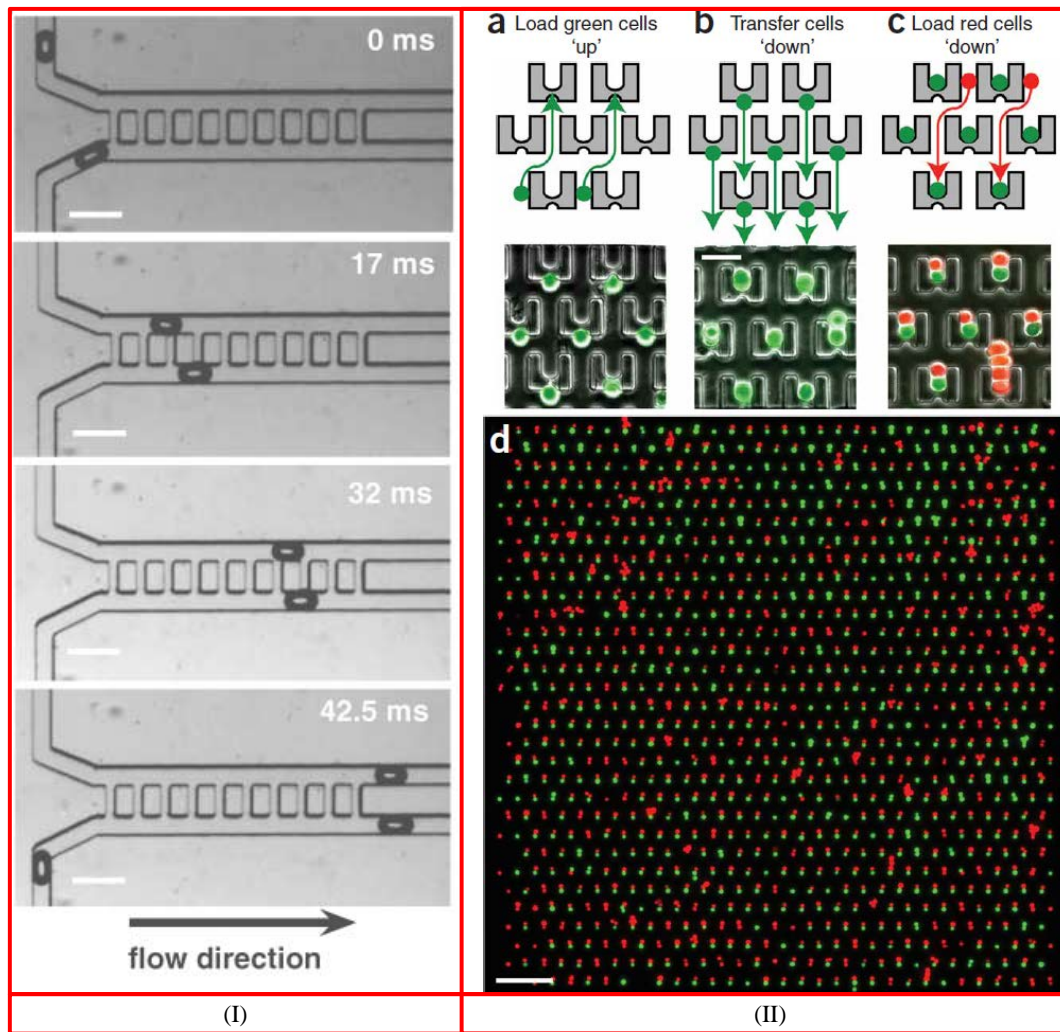 0 ms
17 ms
32 ms
42.5 ms
flow direction
(I)
a Load green cells
'up'
b Transfer cells
'down'
c Load red cells
'down'
d
(II)